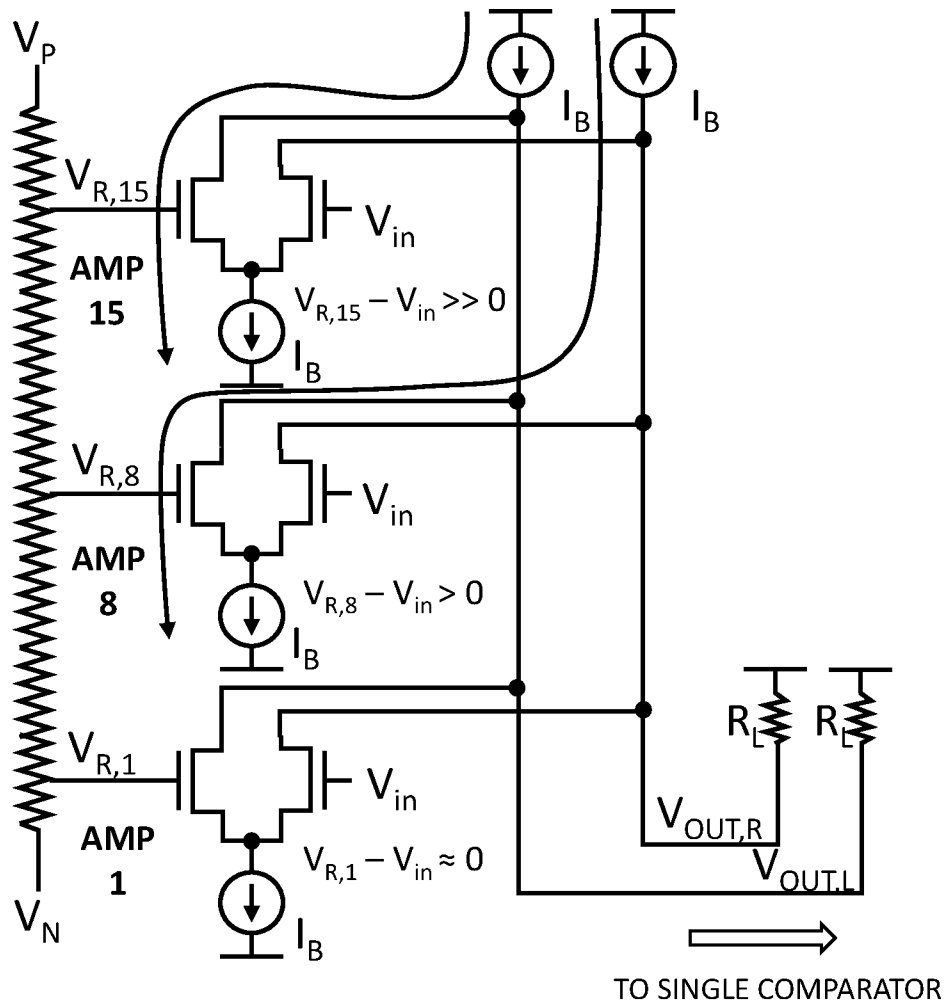 V_P
I_B
I_B
V_R,15
V_in
AMP
15
V_R,15 – V_in >> 0
I_B
V_R,8
V_in
AMP
8
V_R,8 – V_in > 0
I_B
V_R,1
V_in
AMP
1
V_R,1 – V_in ≈ 0
I_B
V_N
R_L
R_L
V_OUT,R
V_OUT,L
TO SINGLE COMPARATOR